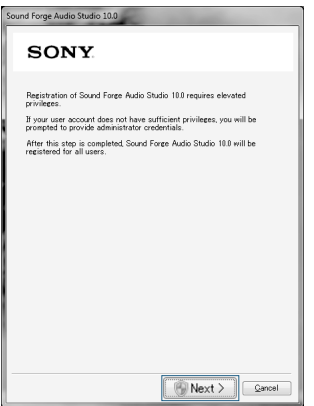 Sound Forge Audio Studio 10.0
SONY
Registration of Sound Forge Audio Studio 10.0 requires elevated
privileges.
If your user account does not have sufficient privileges, you will be
prompted to provide administrator credentials.
After this step is completed, Sound Forge Audio Studio 10.0 will be
registered for all users.
Next > Cancel